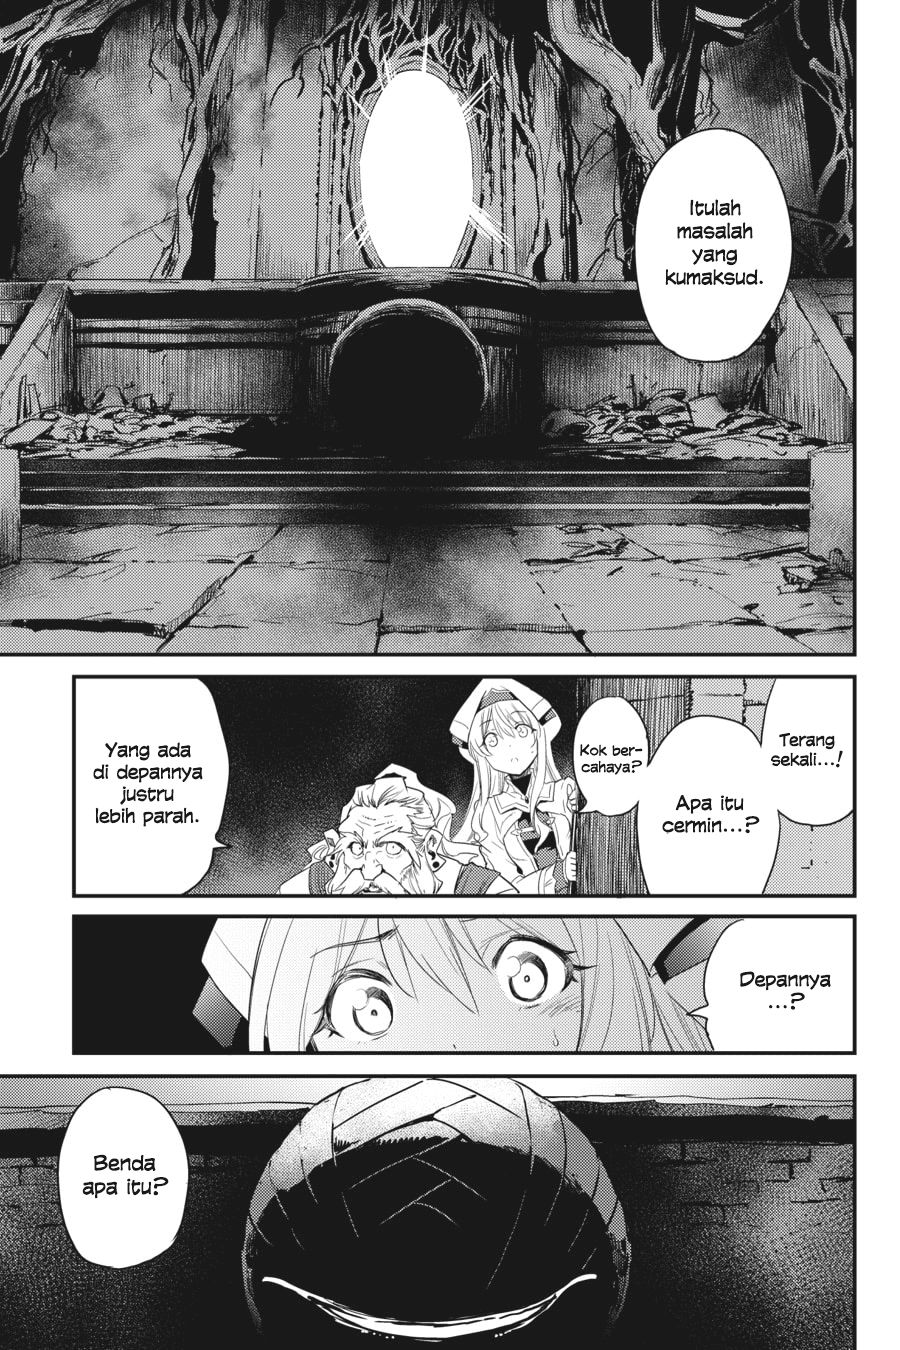 Itulah
masalah
yang
kumaksud.
Terang
sekali...!
Apa itu
cermin...?
Kok ber-
cahaya?
Yang ada
di depannya
justru
lebih parah.
Depannya
...?
Benda
apa itu?